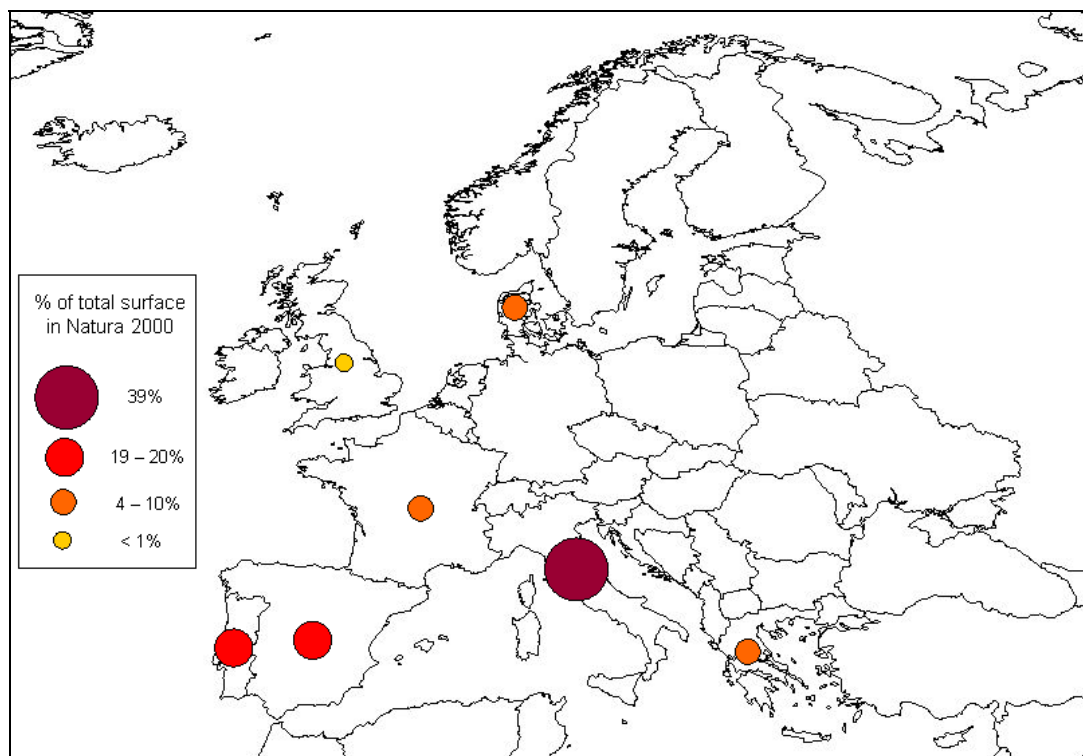 % of total surface
in Natura 2000
39%
19 – 20%
4 – 10%
< 1%